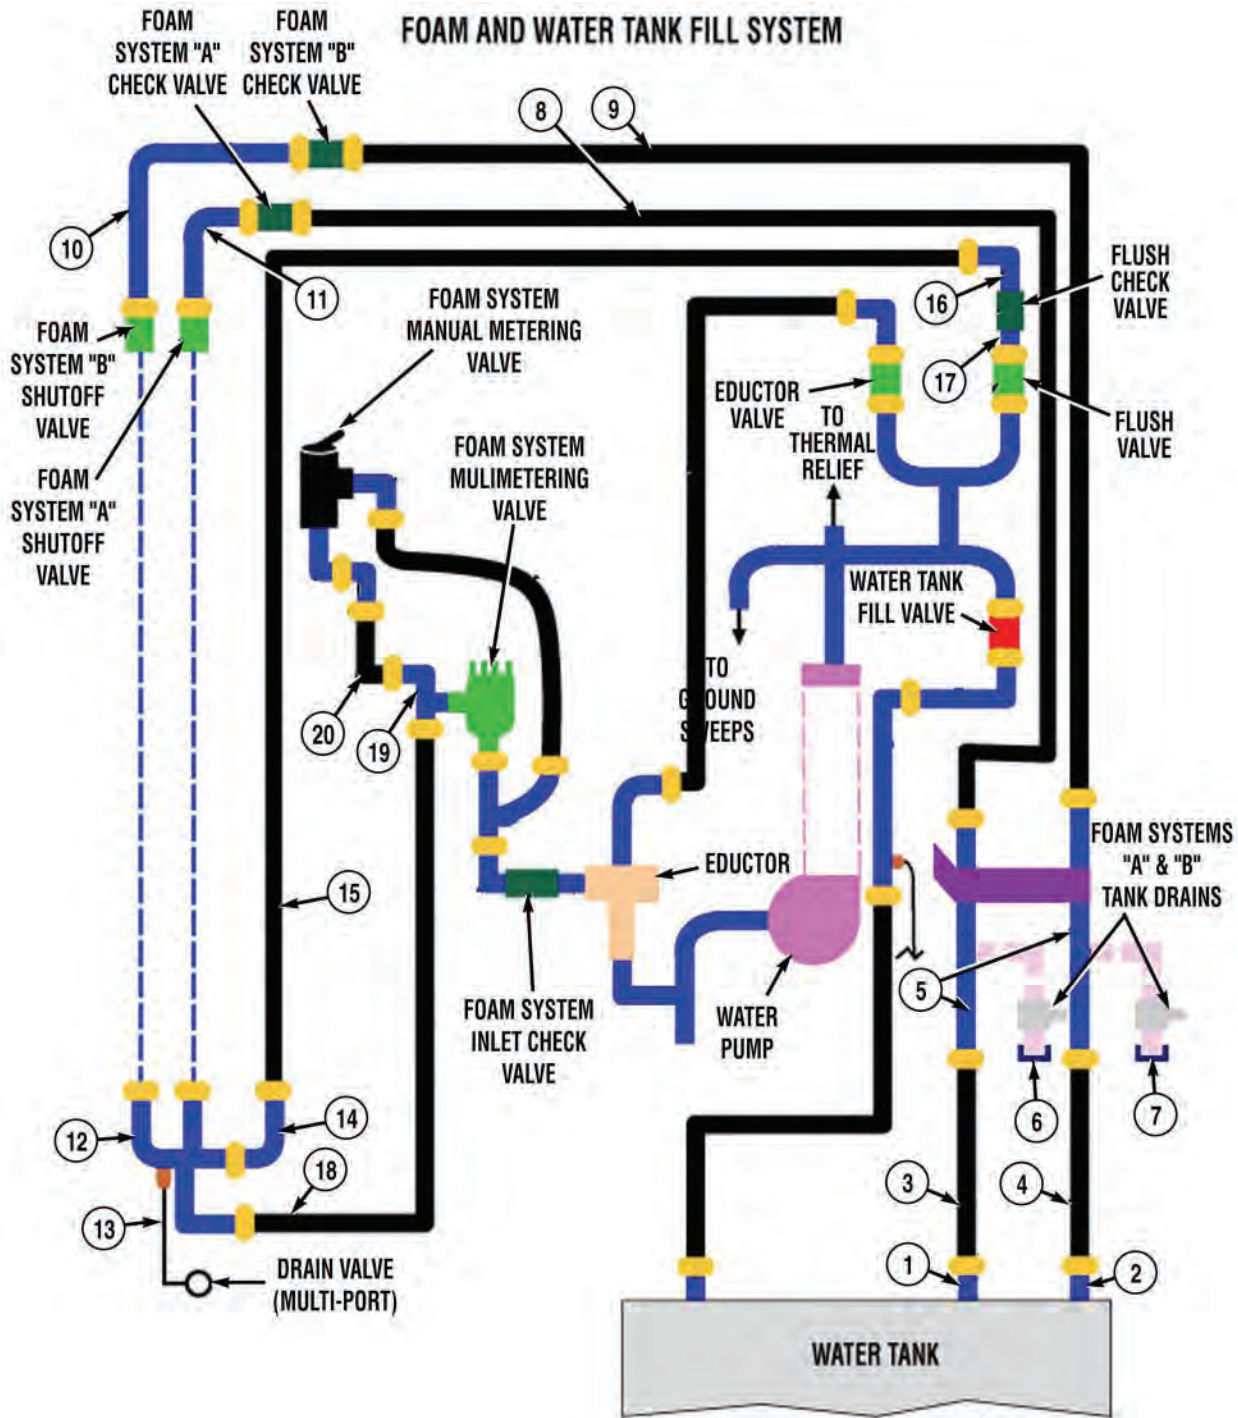 FOAM AND WATER TANK FILL SYSTEM
FOAM
SYSTEM "A"
CHECK VALVE
FOAM
SYSTEM "B"
CHECK VALVE
8
9
10
11
FOAM SYSTEM
MANUAL METERING
VALVE
16
FLUSH
CHECK
VALVE
FOAM
SYSTEM "B"
SHUTOFF
VALVE
17
EDUCTOR
VALVE
FLUSH
VALVE
TO
THERMAL
RELIEF
FOAM SYSTEM
MULIMETERING
VALVE
FOAM
SYSTEM "A"
SHUTOFF
VALVE
WATER TANK
FILL VALVE
TO
GROUND
SWEEPS
20
19
FOAM SYSTEMS
"A" & "B"
TANK DRAINS
EDUCTOR
15
5
FOAM SYSTEM
INLET CHECK
VALVE
WATER
PUMP
6
7
12
14
18
3
4
13
DRAIN VALVE
(MULTI-PORT)
1
2
WATER TANK